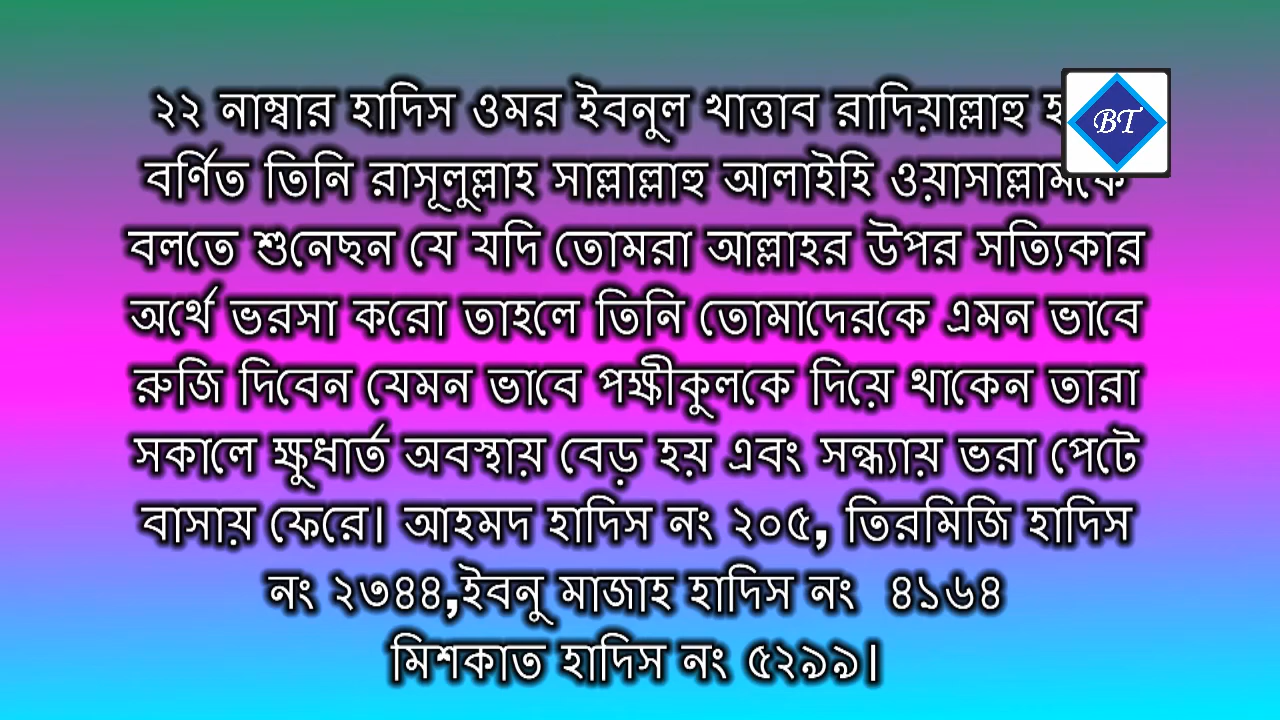 ২২ নাম্বার হাদিস ওমর ইবনুল খাত্তাব রাদিয়াল্লাহু
BT
বর্ণিত তিনি রাসূলুল্লাহ সাল্লাল্লাহু আলাইহি ওয়াসাল্লামকে
বলতে শুনেছন যে যদি তোমরা আল্লাহর উপর সত্যিকার
অর্থে ভরসা করো তাহলে তিনি তোমাদেরকে এমন ভাবে
রুজি দিবেন যেমন ভাবে পক্ষীকুলকে দিয়ে থাকেন তারা
সকালে ক্ষুধার্ত অবস্থায় বেড় হয় এবং সন্ধ্যায় ভরা পেটে
বাসায় ফেরে। আহমদ হাদিস নং ২০৫, তিরমিজি হাদিস
নং ২৩৪৪,ইবনু মাজাহ হাদিস নং ৪১৬৪
মিশকাত হাদিস নং ৫২৯৯।